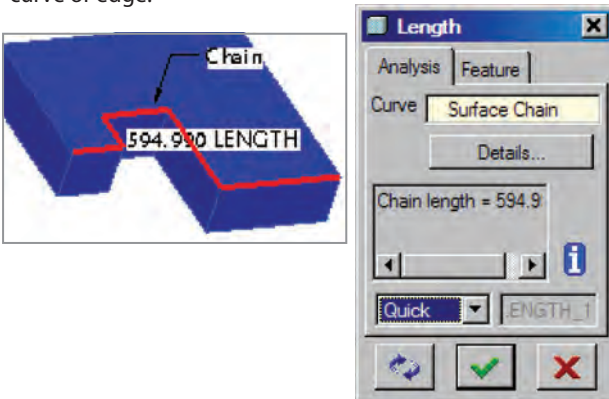 curve or edge.
Chain
594.990 LENGTH
Length
Analysis
Feature
Curve
Surface Chain
Details...
Chain length = 594.9
Quick
LENGTH_1